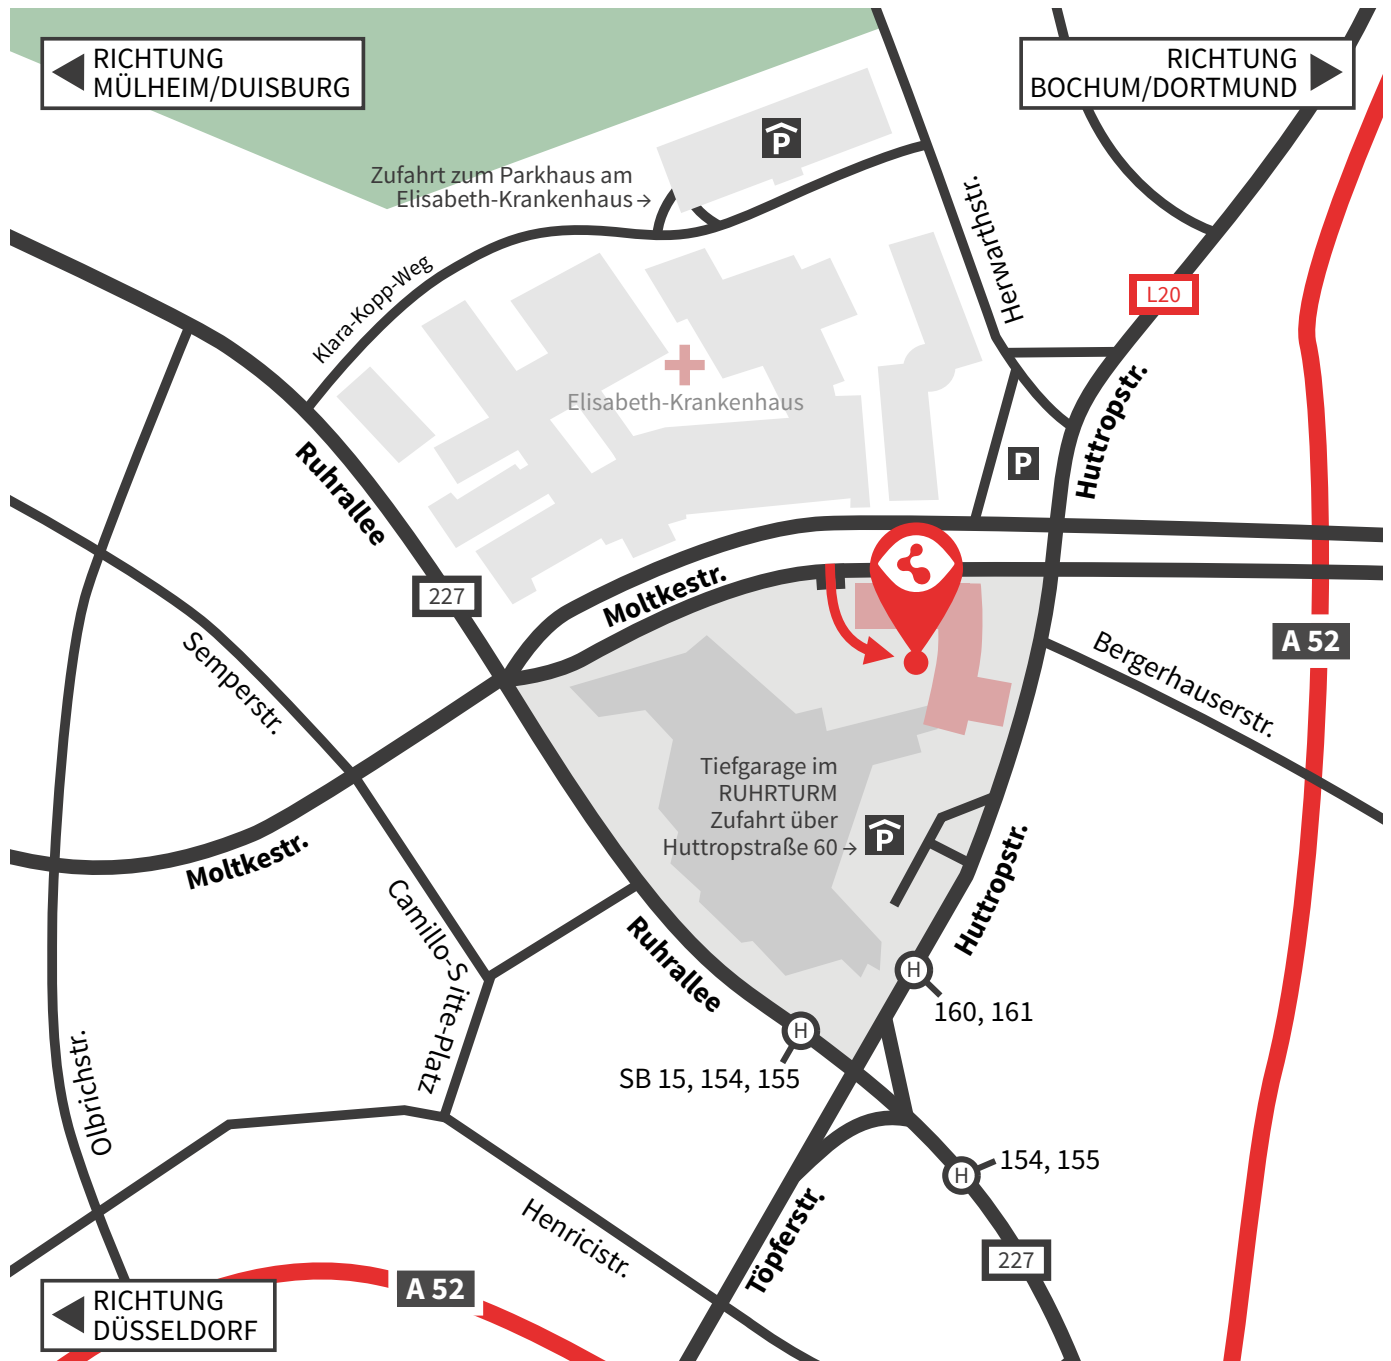 RICHTUNG
MÜLHEIM/DUISBURG
RICHTUNG
BOCHUM/DORTMUND
P
Zufahrt zum Parkhaus am
Elisabeth-Krankenhaus →
Herwarthstr.
Klara-Kopp-Weg
L20
Elisabeth-Krankenhaus
Huttropstr.
Ruhrallee
P
227
Moltkestr.
A 52
Semperstr.
Bergerhauserstr.
Tiefgarage im
RUHRTURM
Zufahrt über
Huttropstraße 60 →
P
Moltkestr.
Huttropstr.
Camillo-Sitte-Platz
Ruhrallee
H
160, 161
H
SB 15, 154, 155
Olbrichstr.
H
154, 155
Henricistr.
Töpferstr.
227
A 52
RICHTUNG
DÜSSELDORF